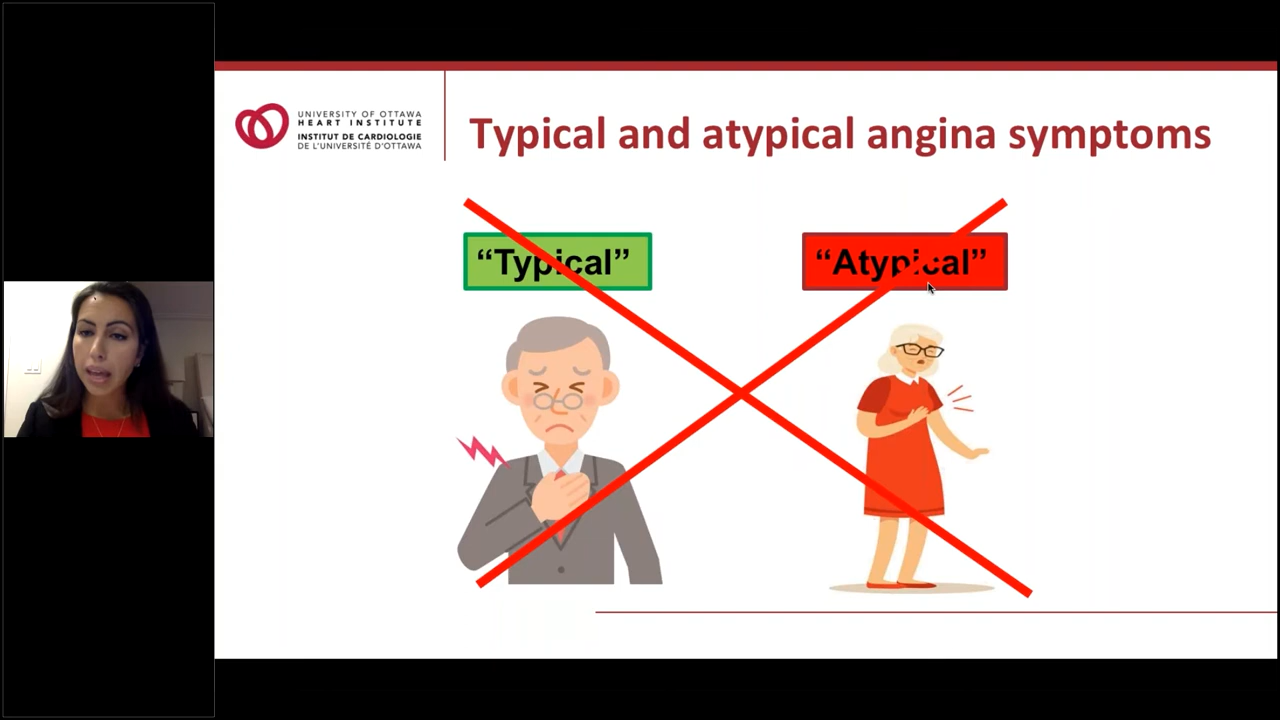 UNIVERSITY OF OTTAWA
HEART INSTITUTE
INSTITUT DE CARDIOLOGIE
DE L'UNIVERSITÉ D'OTTAWA
Typical and atypical angina symptoms
“Typical”
“Atypical”